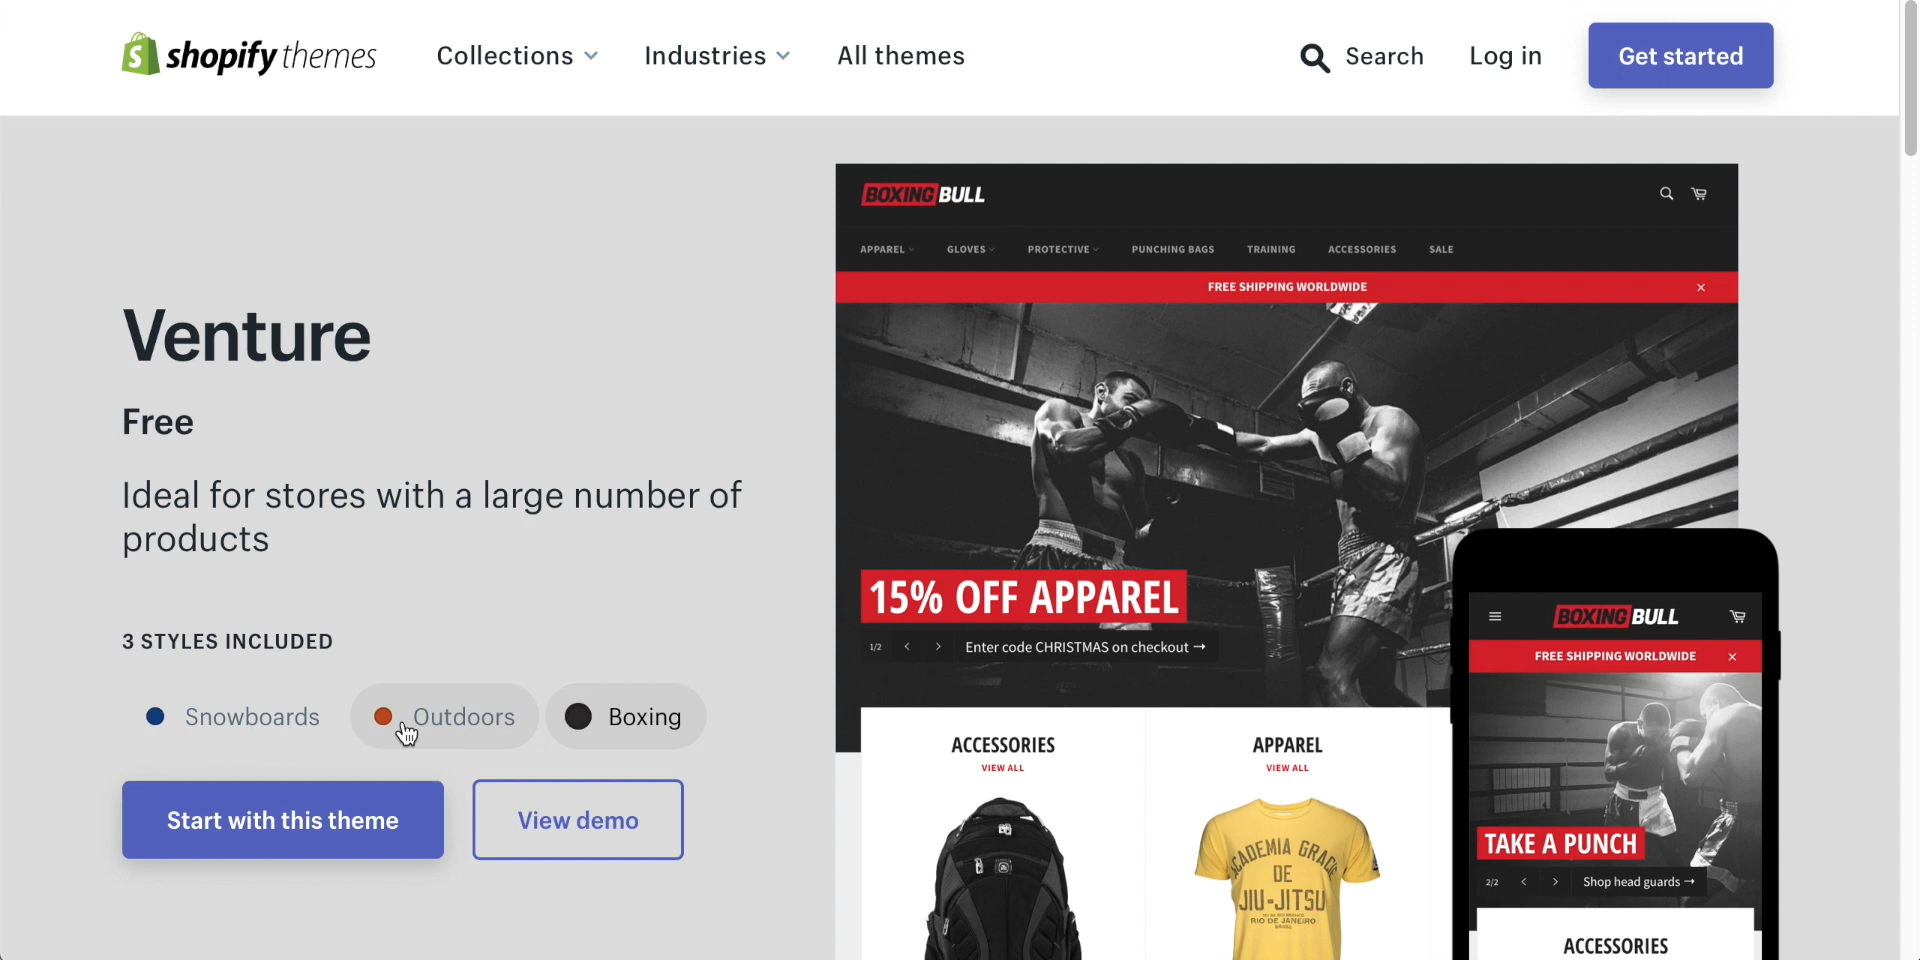 shopify themes
Collections
Industries
All themes
Search
Log in
Get started
Venture
Free
Ideal for stores with a large number of
products
3 STYLES INCLUDED
Snowboards
Outdoors
Boxing
Start with this theme
View demo
BOXING BULL
APPAREL
GLOVES
PROTECTIVE
PUNCHING BAGS
TRAINING
ACCESSORIES
SALE
FREE SHIPPING WORLDWIDE
15% OFF APPAREL
1/2
Enter code CHRISTMAS on checkout →
ACCESSORIES
VIEW ALL
APPAREL
VIEW ALL
ACADEMIA GRACIE
DE
JIU-JITSU
RIO DE JANEIRO
BRASIL
BOXING BULL
FREE SHIPPING WORLDWIDE
TAKE A PUNCH
2/2
Shop head guards →
ACCESSORIES